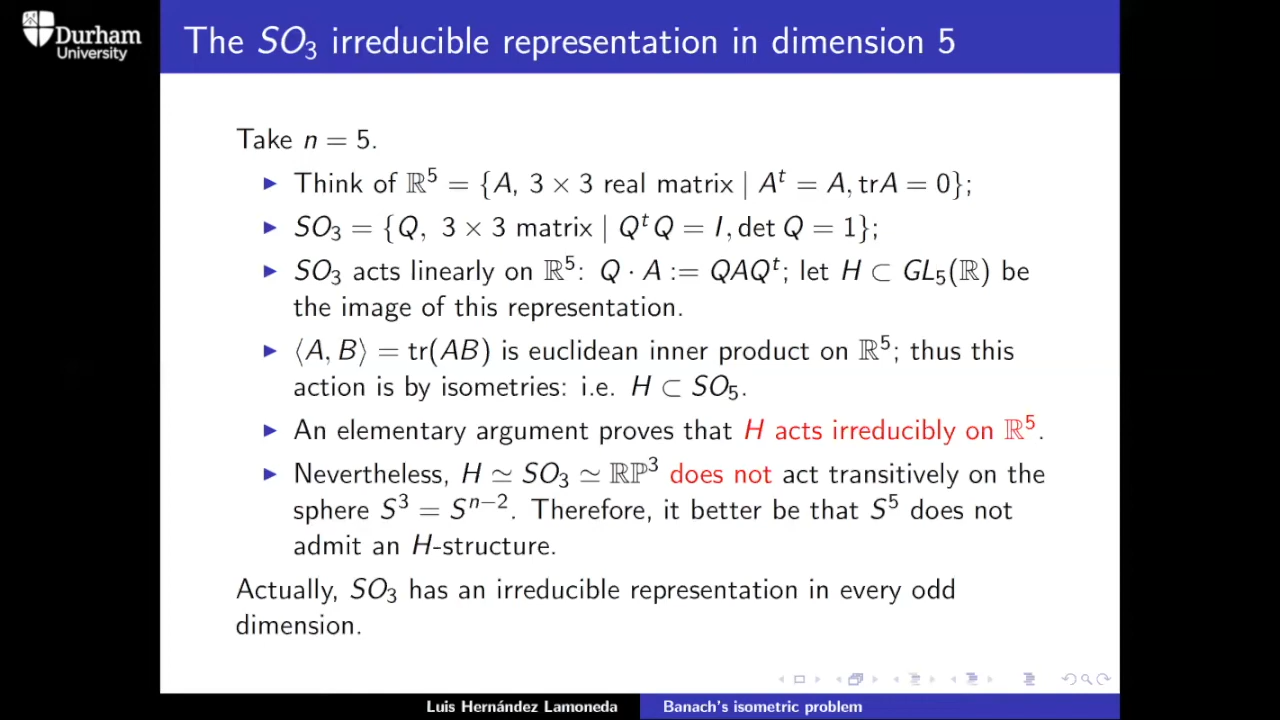 Durham
University
The SO₃ irreducible representation in dimension 5
Take n = 5.
▶ Think of ℝ⁵ = {A, 3 × 3 real matrix | Aᵗ = A, trA = 0};
▶ SO₃ = {Q, 3 × 3 matrix | QᵗQ = I, det Q = 1};
▶ SO₃ acts linearly on ℝ⁵: Q · A := QAQᵗ; let H ⊂ GL₅(ℝ) be
the image of this representation.
▶ ⟨A, B⟩ = tr(AB) is euclidean inner product on ℝ⁵; thus this
action is by isometries: i.e. H ⊂ SO₅.
▶ An elementary argument proves that H acts irreducibly on ℝ⁵.
▶ Nevertheless, H ≃ SO₃ ≃ ℝℙ³ does not act transitively on the
sphere S³ = Sⁿ⁻². Therefore, it better be that S⁵ does not
admit an H-structure.
Actually, SO₃ has an irreducible representation in every odd
dimension.
Luis Hernández Lamoneda Banach's isometric problem